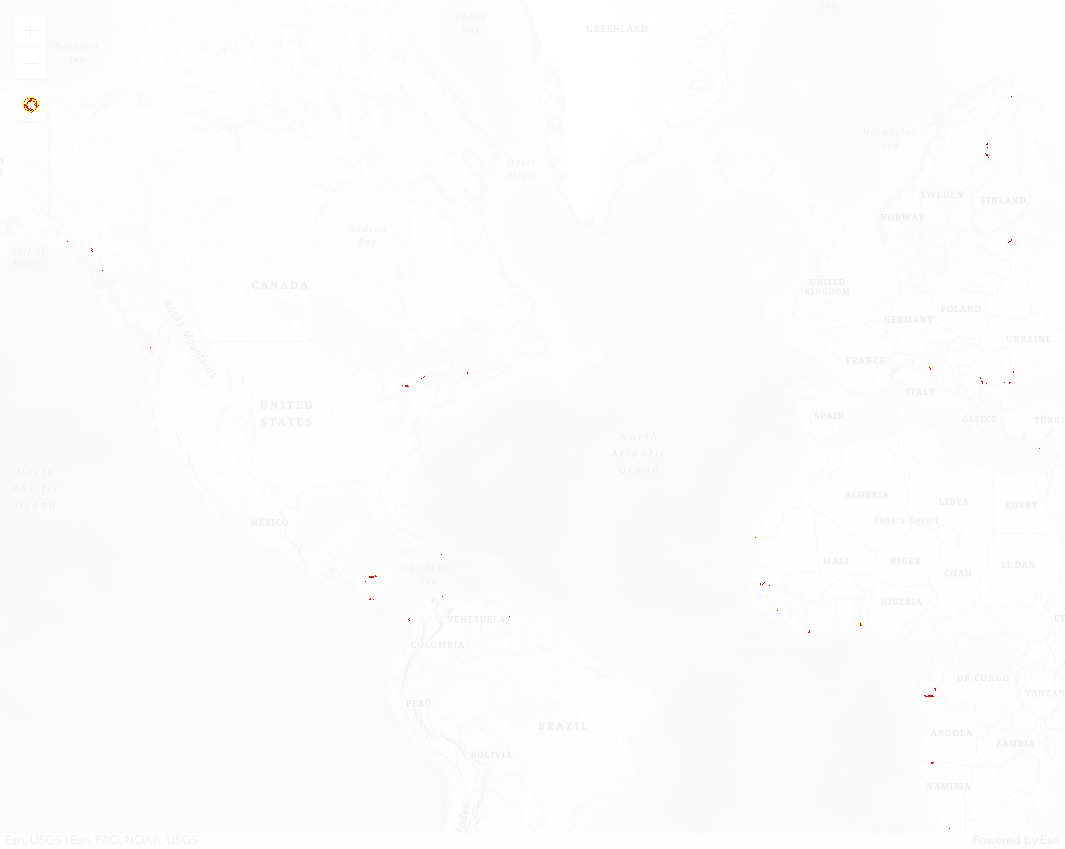 GREENLAND
Baffin
Bay
Beaufort
Sea
Sea
Norwegian
Sea
Davis
Strait
SWEDEN
FINLAND
NORWAY
Hudson
Bay
Gulf of
Alaska
CANADA
UNITED
KINGDOM
Rocky Mountains
POLAND
GERMANY
UKRAINE
FRANCE
ITALY
UNITED
STATES
SPAIN
GREECE
TÜRKI
North
Atlantic
Ocean
North
Pacific
Ocean
ALGERIA
LIBYA
EGYPT
MÉXICO
Sahara Desert
MALI
NIGER
CHAD
SUDAN
Caribbean
Sea
NIGERIA
VENEZUELA
ET
COLOMBIA
DR CONGO
TANZAN
PERU
BRAZIL
ANGOLA
ZAMBIA
BOLIVIA
NAMIBIA
Andes
Esri, USGS | Esri, FAO, NOAA, USGS
Powered by Esri